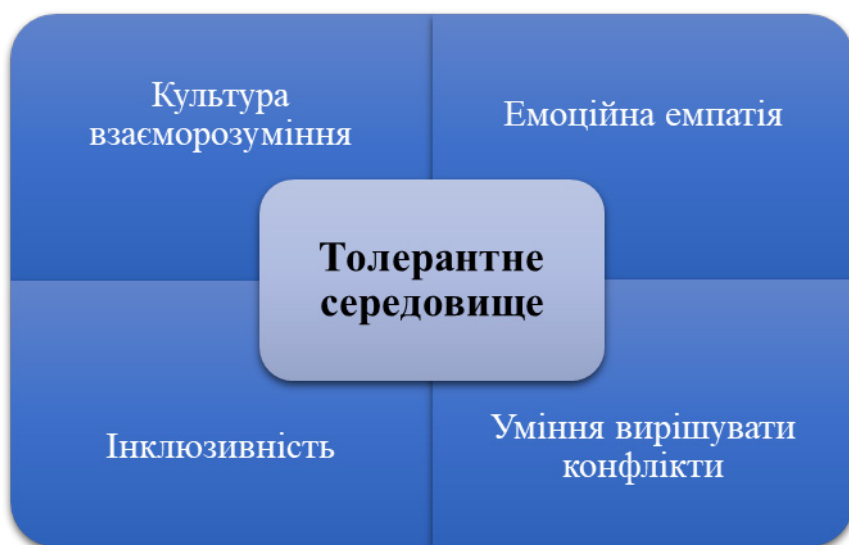 Культура
взаєморозуміння
Емоційна емпатія
Толерантне
середовище
Інклюзивність
Уміння вирішувати
конфлікти